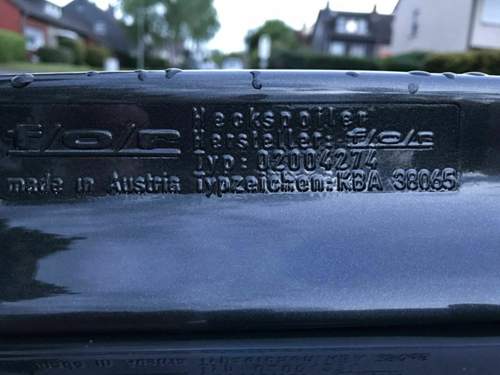 Heckspoiler
f/o/r Hersteller: f/o/r
Typ: 02004274
made in Austria Typzeichen: KBA 38065